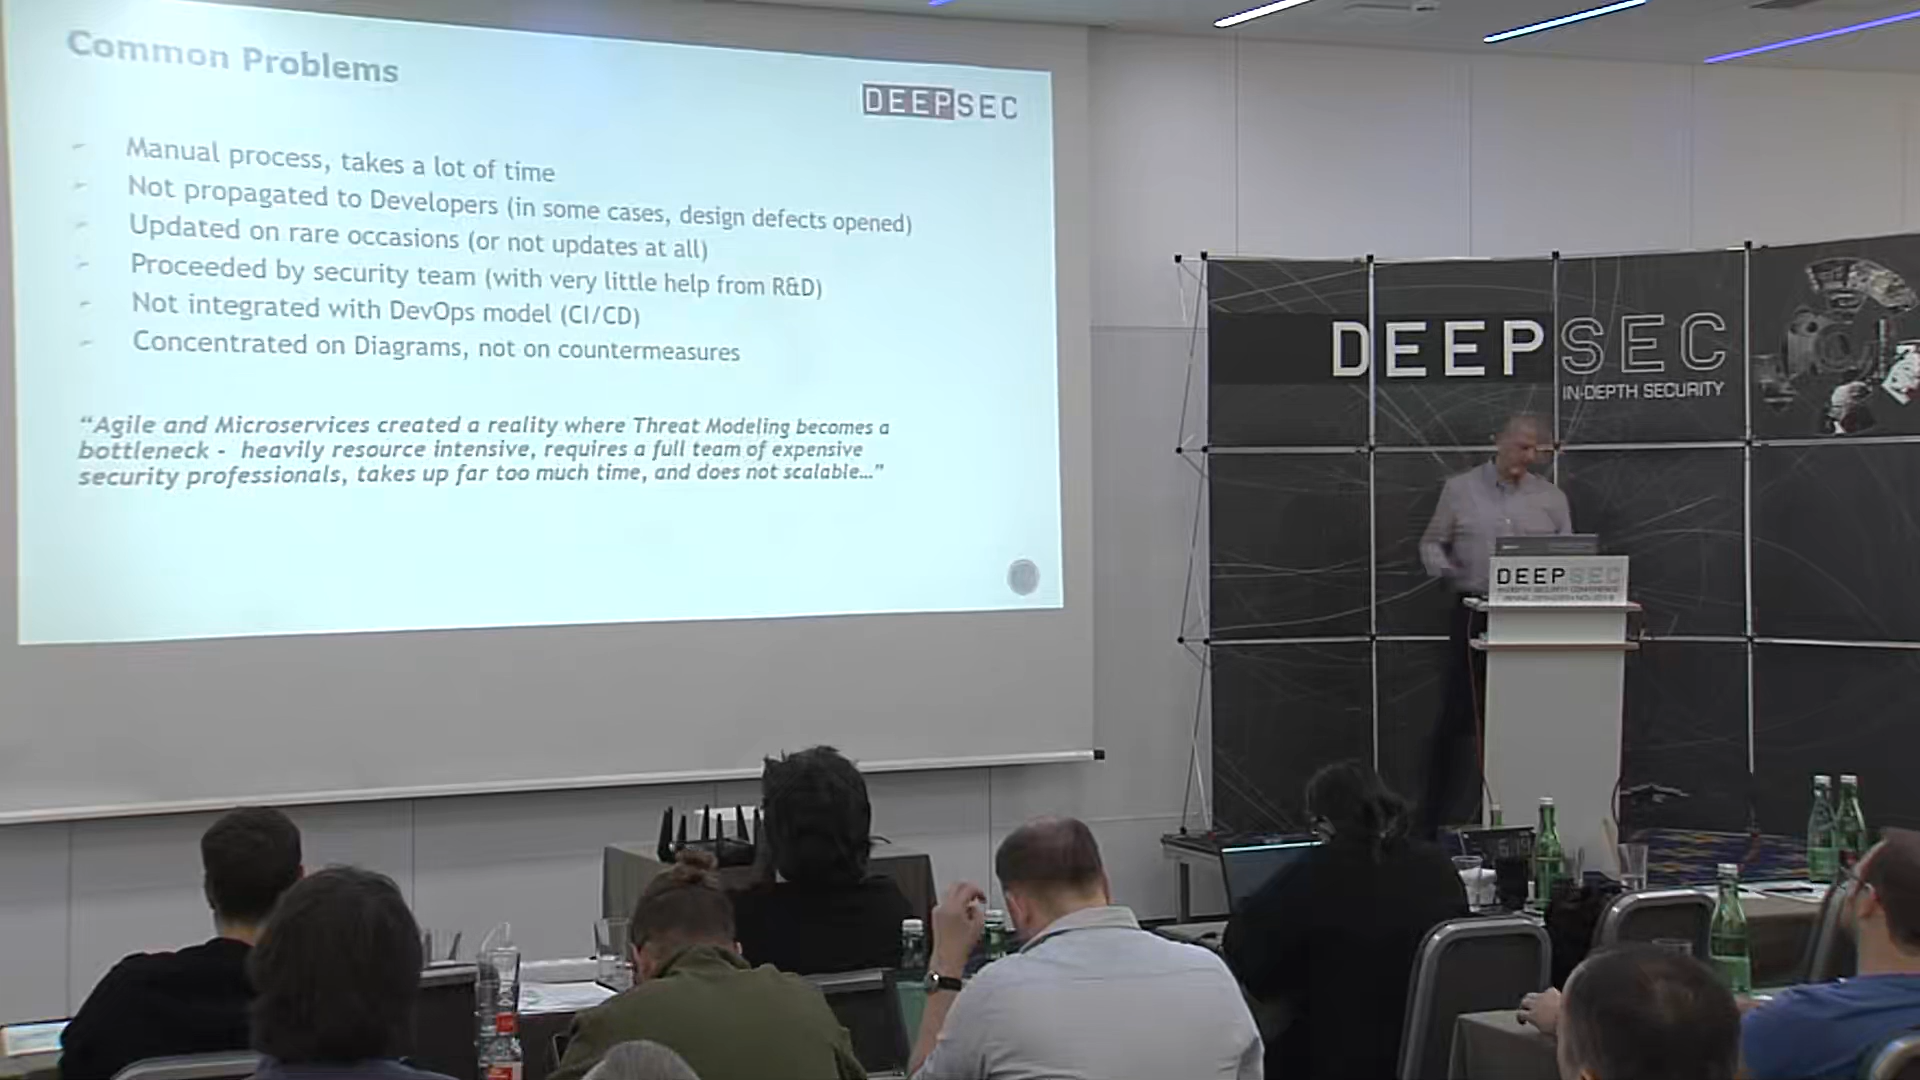 Common Problems
DEEPSEC
- Manual process, takes a lot of time
- Not propagated to Developers (in some cases, design defects opened)
- Updated on rare occasions (or not updates at all)
- Proceeded by security team (with very little help from R&D)
- Not integrated with DevOps model (CI/CD)
- Concentrated on Diagrams, not on countermeasures
“Agile and Microservices created a reality where Threat Modeling becomes a
bottleneck - heavily resource intensive, requires a full team of expensive
security professionals, takes up far too much time, and does not scalable…”
DEEPSEC
IN-DEPTH SECURITY
DEEPSEC